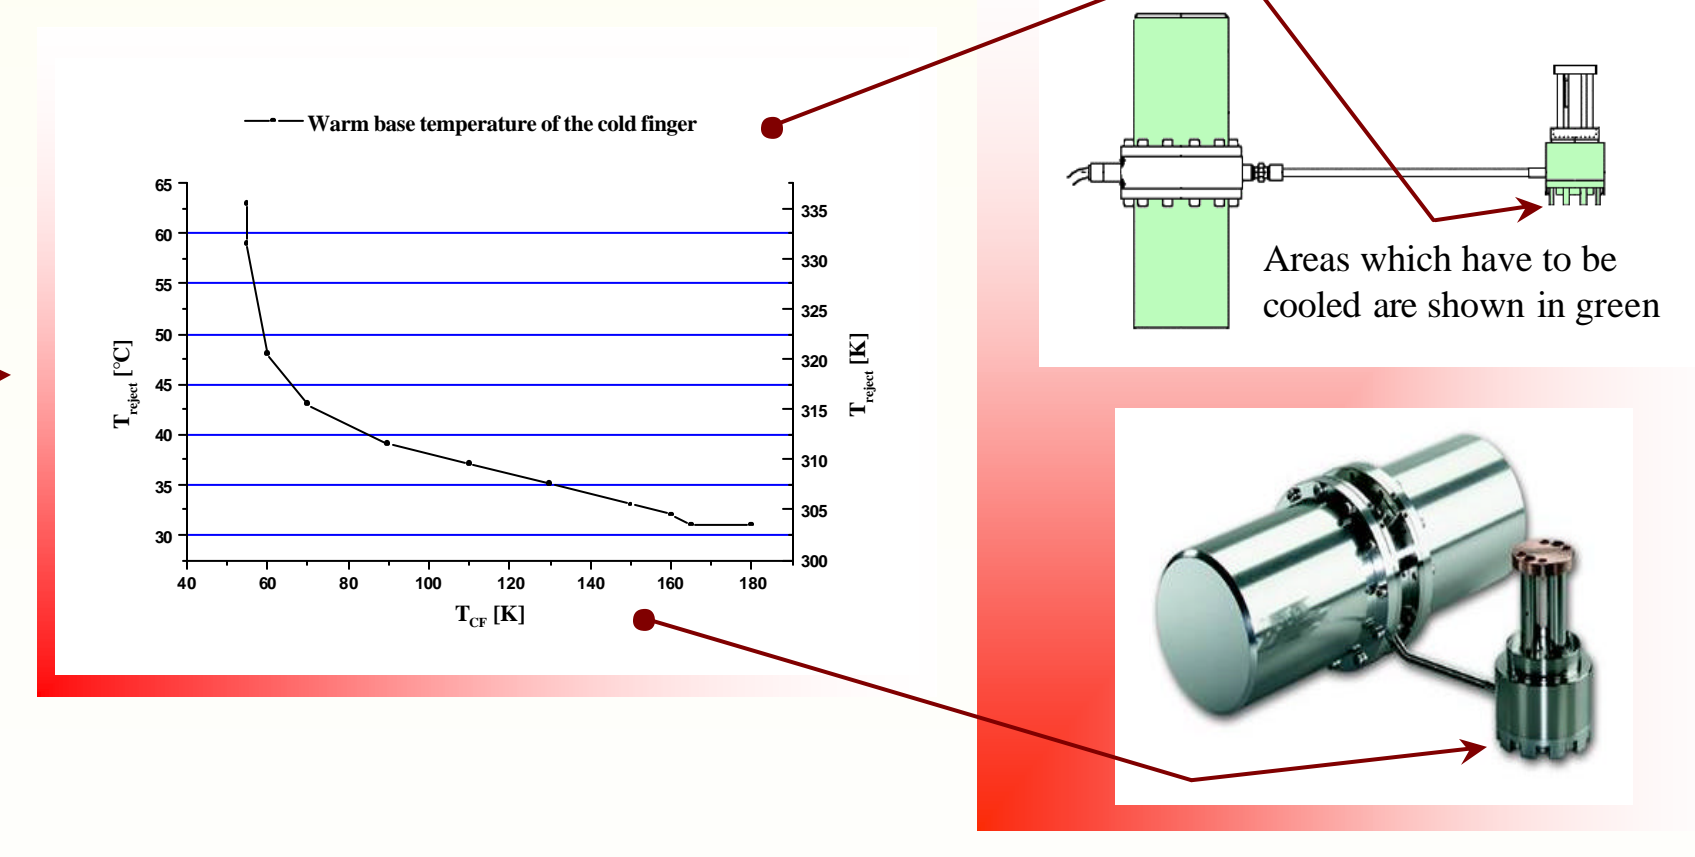 Warm base temperature of the cold finger
65
60
55
50
45
40
35
30
T_reject [°C]
335
330
325
320
315
310
305
300
T_reject [K]
40 60 80 100 120 140 160 180
T_CF [K]
Areas which have to be
cooled are shown in green